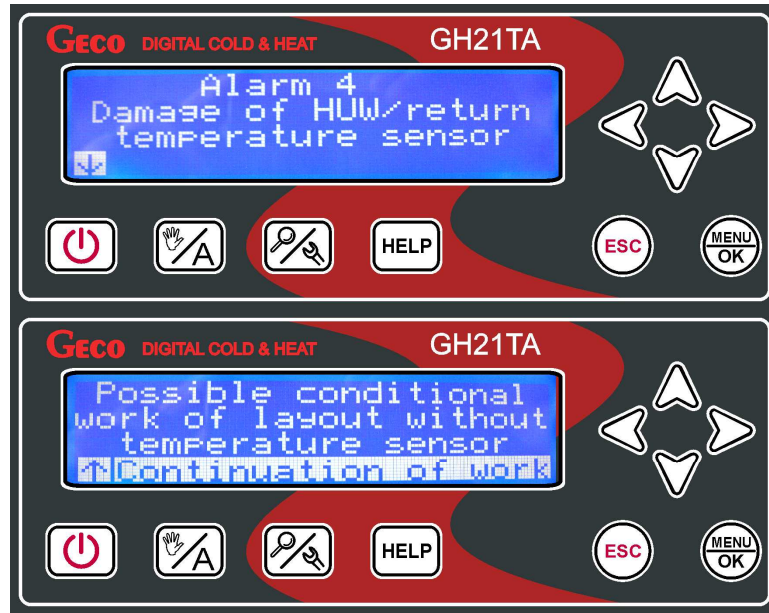 GECO DIGITAL COLD & HEAT GH21TA
Alarm 4
Damage of HUW/return
temperature sensor
A
HELP
ESC
MENU
OK
GECO DIGITAL COLD & HEAT GH21TA
Possible conditional
work of layout without
temperature sensor
↑Continuation of work
A
HELP
ESC
MENU
OK